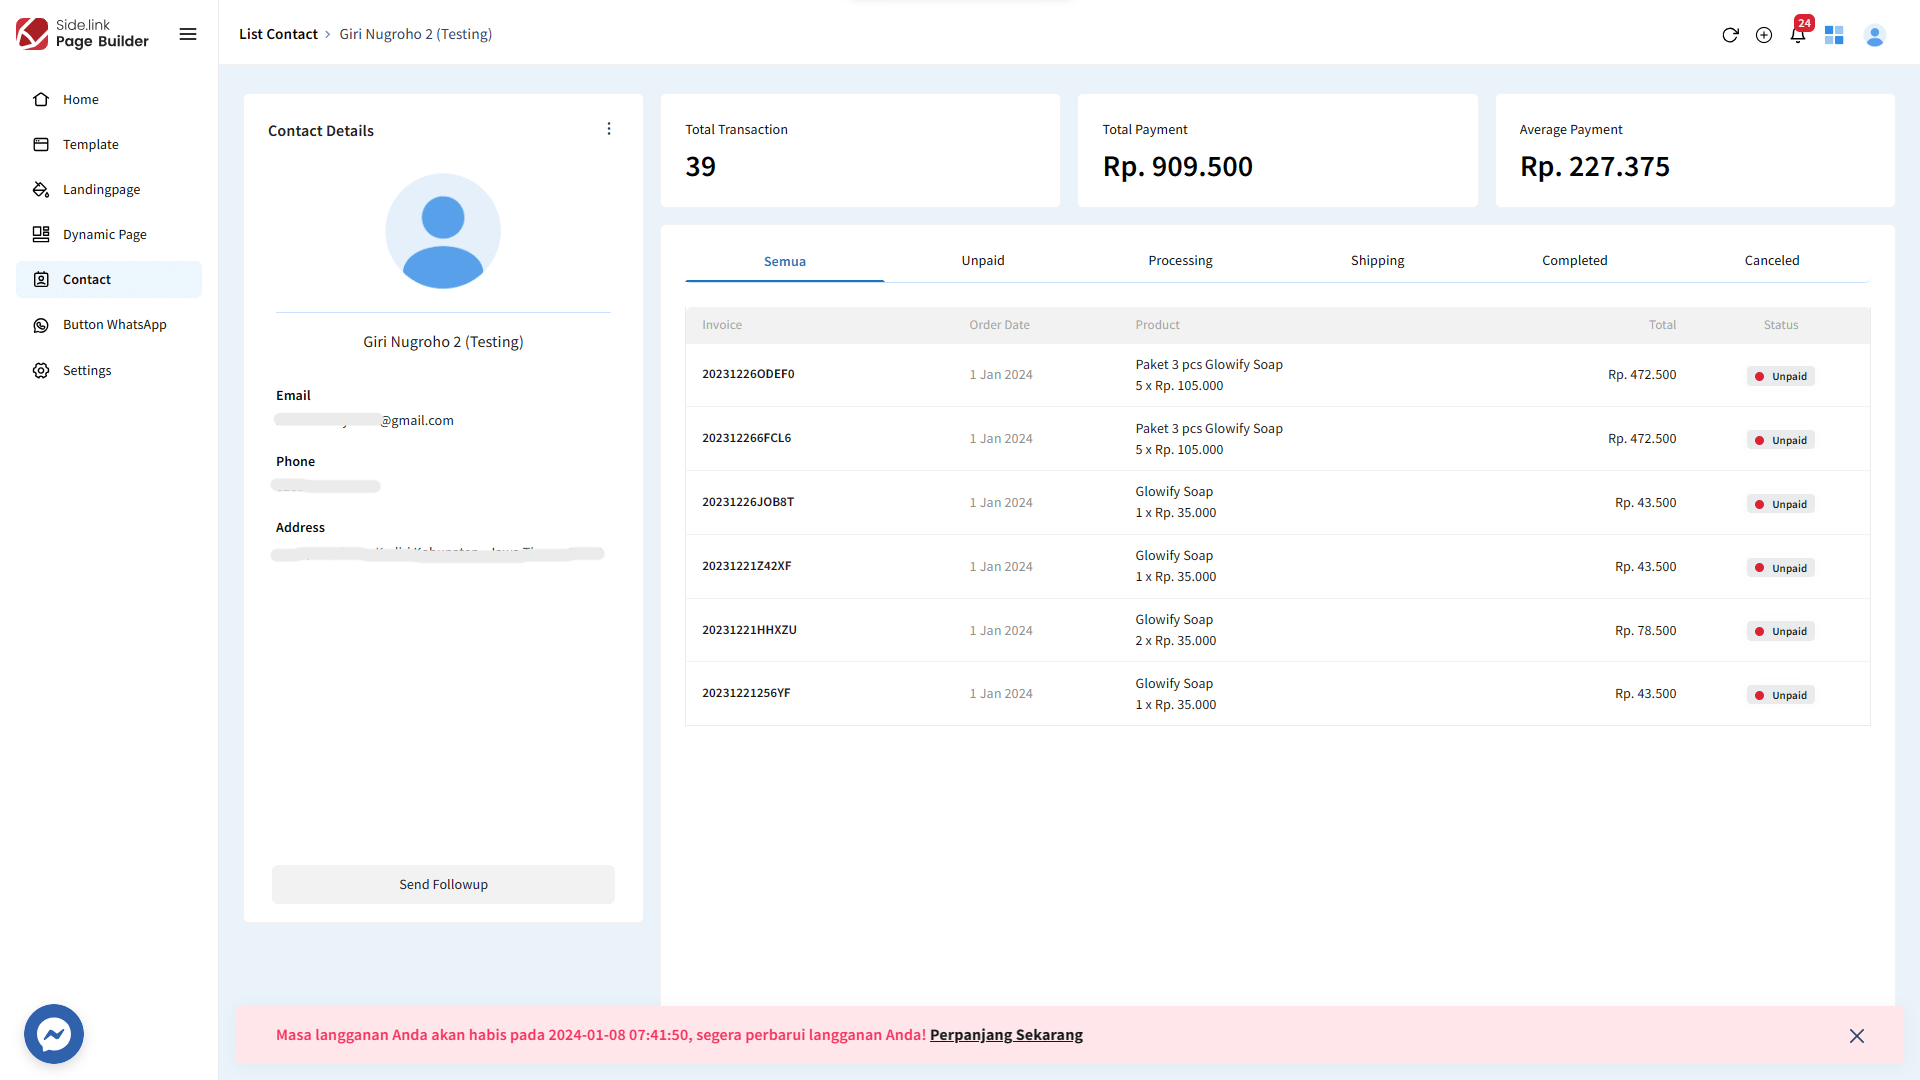 Side.link
Page Builder
List Contact > Giri Nugroho 2 (Testing)
24
Home
Template
Landingpage
Dynamic Page
Contact
Button WhatsApp
Settings
Contact Details
Giri Nugroho 2 (Testing)
Email
@gmail.com
Phone
Address
Send Followup
Total Transaction
39
Total Payment
Rp. 909.500
Average Payment
Rp. 227.375
Semua Unpaid Processing Shipping Completed Canceled
Invoice Order Date Product Total Status
20231226ODEF0 1 Jan 2024 Paket 3 pcs Glowify Soap Rp. 472.500 Unpaid
5 x Rp. 105.000
202312266FCL6 1 Jan 2024 Paket 3 pcs Glowify Soap Rp. 472.500 Unpaid
5 x Rp. 105.000
20231226JOB8T 1 Jan 2024 Glowify Soap Rp. 43.500 Unpaid
1 x Rp. 35.000
20231221Z42XF 1 Jan 2024 Glowify Soap Rp. 43.500 Unpaid
1 x Rp. 35.000
20231221HHXZU 1 Jan 2024 Glowify Soap Rp. 78.500 Unpaid
2 x Rp. 35.000
20231221256YF 1 Jan 2024 Glowify Soap Rp. 43.500 Unpaid
1 x Rp. 35.000
Masa langganan Anda akan habis pada 2024-01-08 07:41:50, segera perbarui langganan Anda! Perpanjang Sekarang